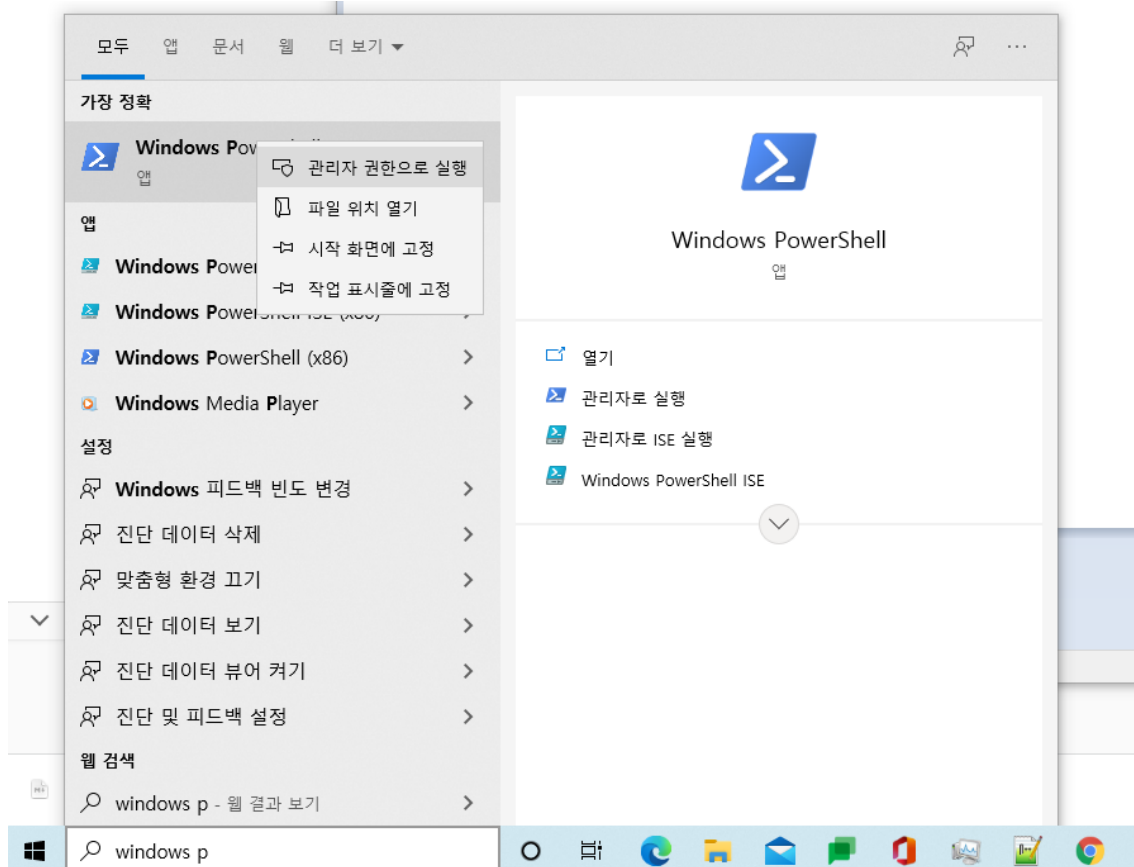 모두 앱 문서 웹 더 보기
가장 정확
Windows
앱
관리자 권한으로 실행
파일 위치 열기
시작 화면에 고정
작업 표시줄에 고정
앱
Windows
Windows PowerShell ISE (x86)
Windows PowerShell (x86)
Windows Media Player
설정
Windows 피드백 빈도 변경
진단 데이터 삭제
맞춤형 환경 끄기
진단 데이터 보기
진단 데이터 뷰어 켜기
진단 및 피드백 설정
웹 검색
windows p - 웹 결과 보기
windows p
Windows PowerShell
앱
열기
관리자로 실행
관리자로 ISE 실행
Windows PowerShell ISE